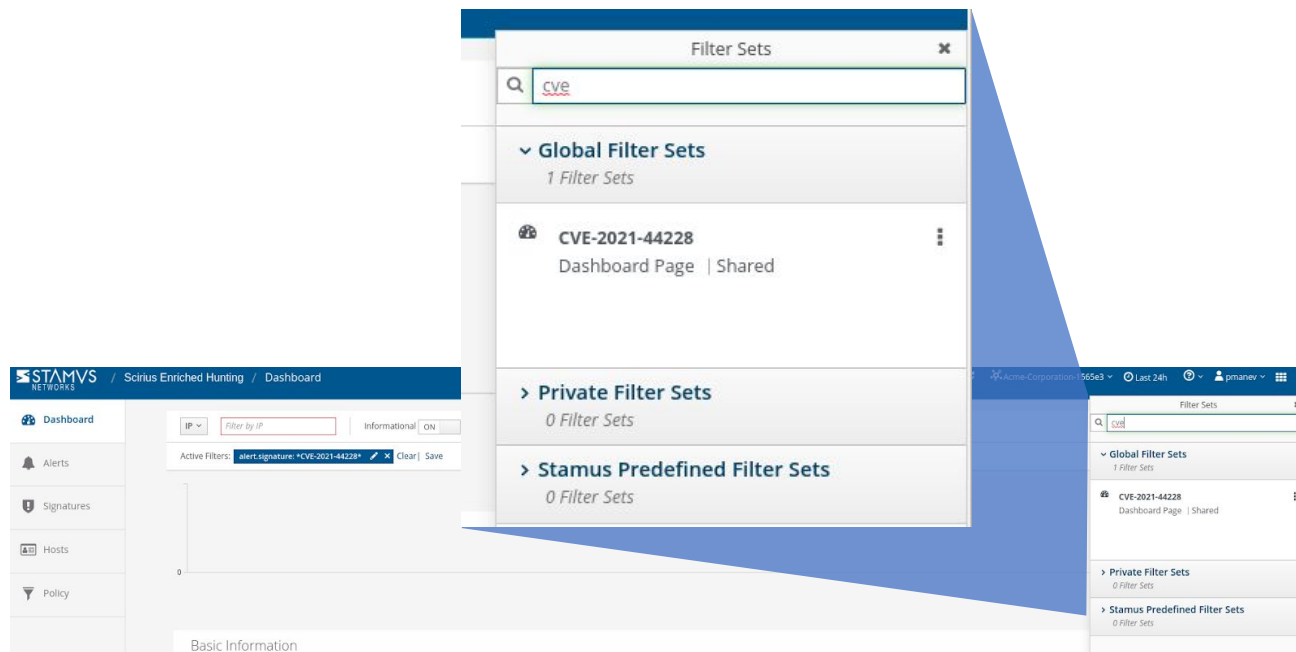 Filter Sets
cve
Global Filter Sets
1 Filter Sets
CVE-2021-44228
Dashboard Page | Shared
Private Filter Sets
0 Filter Sets
Stamus Predefined Filter Sets
0 Filter Sets
STAMVS
NETWORKS
/ Scirius Enriched Hunting / Dashboard
Acme-Corporation-1565e3
Last 24h
pmanev
Dashboard
Alerts
Signatures
Hosts
Policy
IP
Filter by IP
Informational ON
Active Filters: alert.signature: *CVE-2021-44228* Clear| Save
0
Basic Information
Filter Sets
cve
Global Filter Sets
1 Filter Sets
CVE-2021-44228
Dashboard Page | Shared
Private Filter Sets
0 Filter Sets
Stamus Predefined Filter Sets
0 Filter Sets